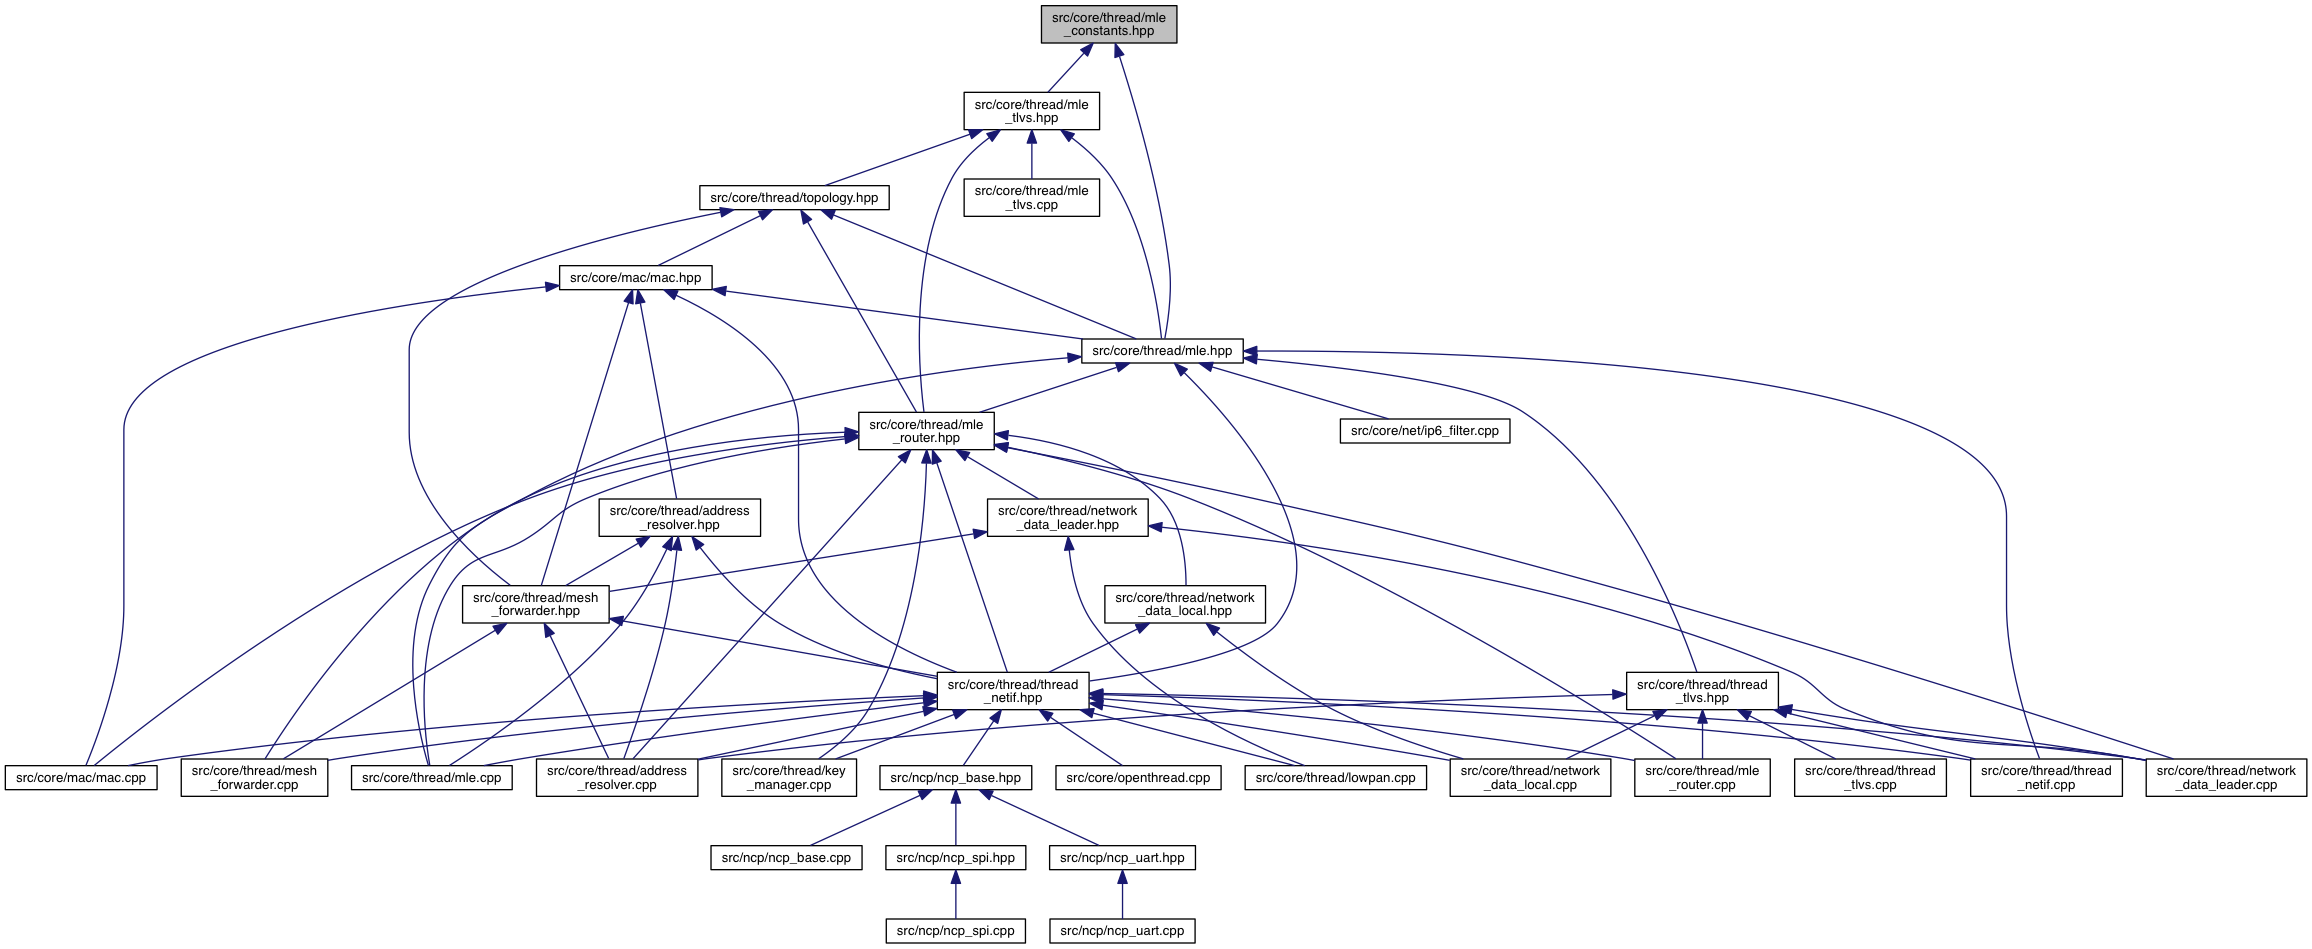 src/core/thread/mle
_constants.hpp
src/core/thread/mle
_tlvs.hpp
src/core/thread/topology.hpp
src/core/thread/mle
_tlvs.cpp
src/core/mac/mac.hpp
src/core/thread/mle.hpp
src/core/thread/mle
_router.hpp
src/core/net/ip6_filter.cpp
src/core/thread/address
_resolver.hpp
src/core/thread/network
_data_leader.hpp
src/core/thread/mesh
_forwarder.hpp
src/core/thread/network
_data_local.hpp
src/core/thread/thread
_netif.hpp
src/core/thread/thread
_tlvs.hpp
src/core/mac/mac.cpp
src/core/thread/mesh
_forwarder.cpp
src/core/thread/mle.cpp
src/core/thread/address
_resolver.cpp
src/core/thread/key
_manager.cpp
src/ncp/ncp_base.hpp
src/core/openthread.cpp
src/core/thread/lowpan.cpp
src/core/thread/network
_data_local.cpp
src/core/thread/mle
_router.cpp
src/core/thread/thread
_tlvs.cpp
src/core/thread/thread
_netif.cpp
src/core/thread/network
_data_leader.cpp
src/ncp/ncp_base.cpp
src/ncp/ncp_spi.hpp
src/ncp/ncp_uart.hpp
src/ncp/ncp_spi.cpp
src/ncp/ncp_uart.cpp